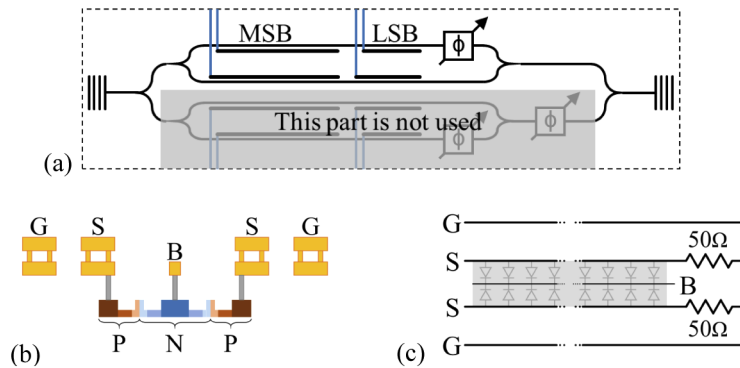 MSB LSB
ϕ
This part is not used
ϕ
ϕ
(a)
G S B S G
P N P
(b)
G
50Ω
S
B
S
50Ω
G
(c)